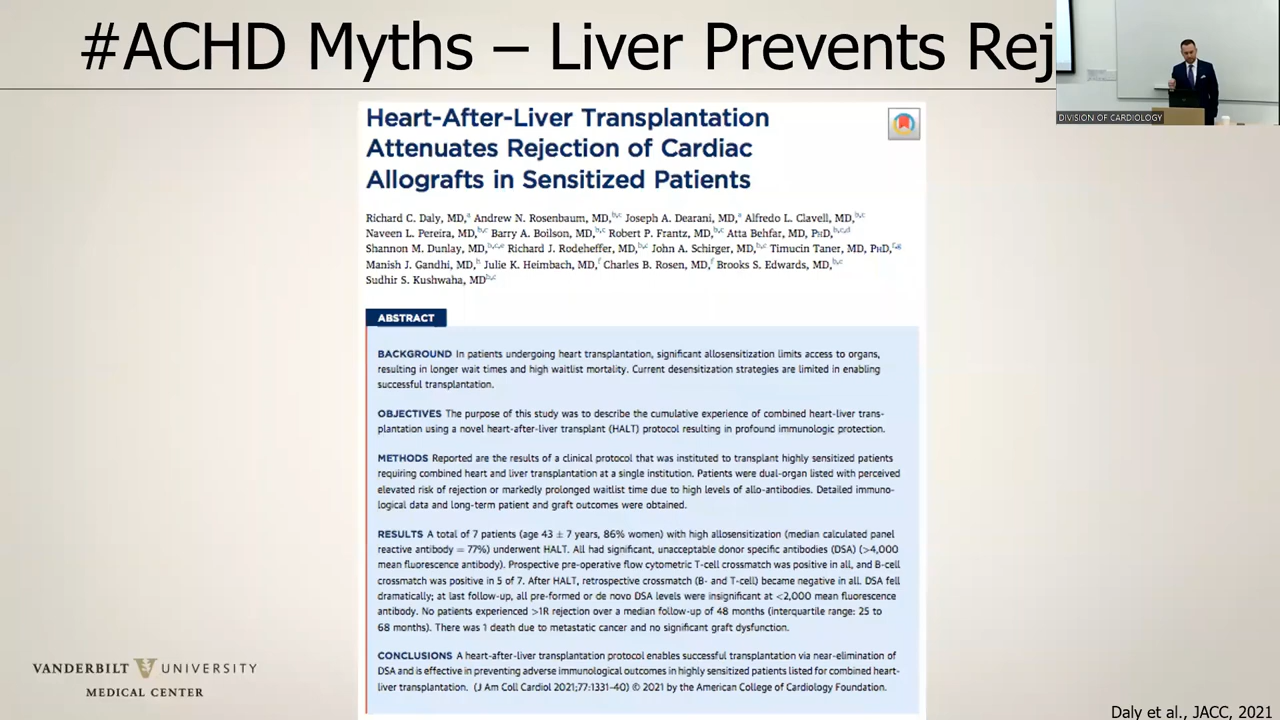 #ACHD Myths – Liver Prevents Rej
DIVISION OF CARDIOLOGY
Heart-After-Liver Transplantation
Attenuates Rejection of Cardiac
Allografts in Sensitized Patients
Richard C. Daly, MD,a Andrew N. Rosenbaum, MD,b,c Joseph A. Dearani, MD,a Alfredo L. Clavell, MD,b,c
Naveen L. Pereira, MD,b,c Barry A. Boilson, MD,b,c Robert P. Frantz, MD,b,c Atta Behfar, MD, PhD,b,c,d
Shannon M. Dunlay, MD,b,c,e Richard J. Rodeheffer, MD,b,c John A. Schirger, MD,b,c Timucin Taner, MD, PhD,f,g
Manish J. Gandhi, MD,h Julie K. Heimbach, MD,f Charles B. Rosen, MD,f Brooks S. Edwards, MD,b,c
Sudhir S. Kushwaha, MDb,c
ABSTRACT
BACKGROUND In patients undergoing heart transplantation, significant allosensitization limits access to organs,
resulting in longer wait times and high waitlist mortality. Current desensitization strategies are limited in enabling
successful transplantation.
OBJECTIVES The purpose of this study was to describe the cumulative experience of combined heart-liver trans-
plantation using a novel heart-after-liver transplant (HALT) protocol resulting in profound immunologic protection.
METHODS Reported are the results of a clinical protocol that was instituted to transplant highly sensitized patients
requiring combined heart and liver transplantation at a single institution. Patients were dual-organ listed with perceived
elevated risk of rejection or markedly prolonged waitlist time due to high levels of allo-antibodies. Detailed immuno-
logical data and long-term patient and graft outcomes were obtained.
RESULTS A total of 7 patients (age 43 ± 7 years, 86% women) with high allosensitization (median calculated panel
reactive antibody = 77%) underwent HALT. All had significant, unacceptable donor specific antibodies (DSA) (>4,000
mean fluorescence antibody). Prospective pre-operative flow cytometric T-cell crossmatch was positive in all, and B-cell
crossmatch was positive in 5 of 7. After HALT, retrospective crossmatch (B- and T-cell) became negative in all. DSA fell
dramatically; at last follow-up, all pre-formed or de novo DSA levels were insignificant at <2,000 mean fluorescence
antibody. No patients experienced >1R rejection over a median follow-up of 48 months (interquartile range: 25 to
68 months). There was 1 death due to metastatic cancer and no significant graft dysfunction.
CONCLUSIONS A heart-after-liver transplantation protocol enables successful transplantation via near-elimination of
DSA and is effective in preventing adverse immunological outcomes in highly sensitized patients listed for combined heart-
liver transplantation. (J Am Coll Cardiol 2021;77:1331-40) © 2021 by the American College of Cardiology Foundation.
VANDERBILT UNIVERSITY
MEDICAL CENTER
Daly et al., JACC, 2021